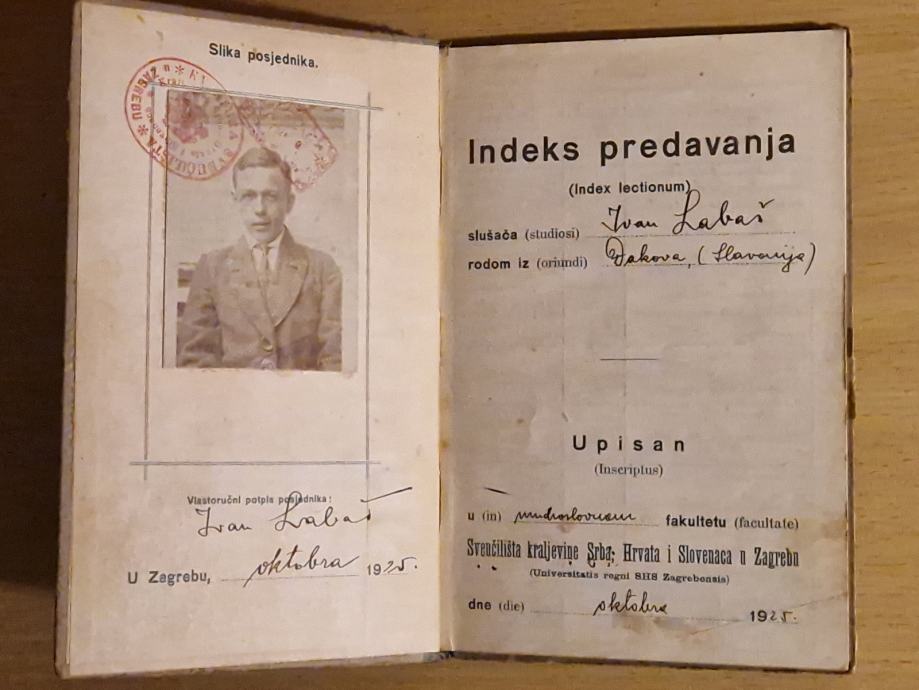 Slika posjednika.
ZAGREBU
Vlastoručni potpis posjednika:
Ivan Labaš
U Zagrebu, oktobra 1925.
Indeks predavanja
(Index lectionum)
slušača (studiosi) Ivan Labaš
rodom iz (oriundi) Đakova, (Slavonija)
Upisan
(Inscriptus)
u (in) mudroslovnom fakultetu (facultate)
Sveučilišta kraljevine Srba, Hrvata i Slovenaca u Zagrebu
(Universitatis regni SHS Zagrebensis)
dne (die) oktobra 1925.